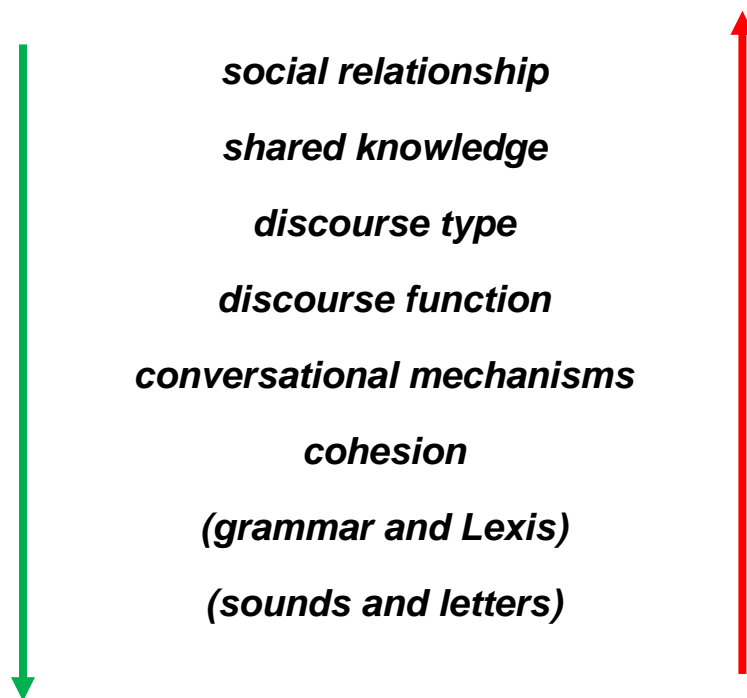 social relationship
shared knowledge
discourse type
discourse function
conversational mechanisms
cohesion
(grammar and Lexis)
(sounds and letters)